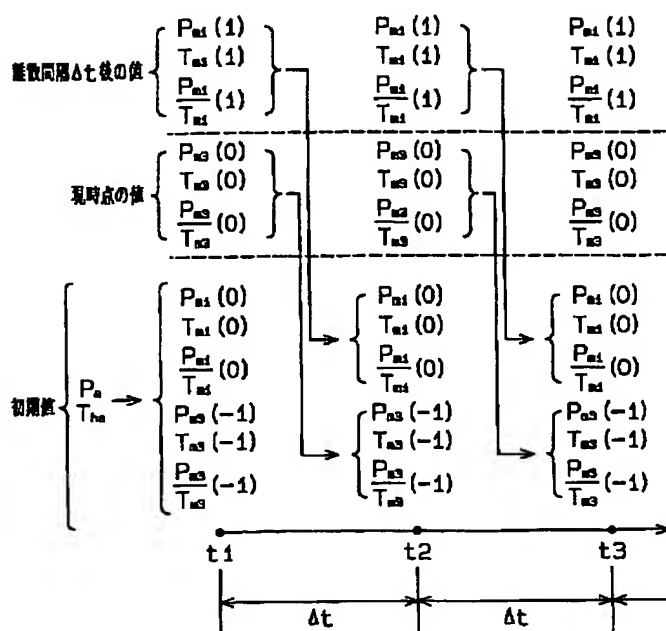 離散間隔Δt後の値
Pm1(1) Pm1(1) Pm1(1)
Tm1(1) Tm1(1) Tm1(1)
Pm1/Tm1(1) Pm1/Tm1(1) Pm1/Tm1(1)
現時点の値
Pm3(0) Pm3(0) Pm3(0)
Tm3(0) Tm3(0) Tm3(0)
Pm3/Tm3(0) Pm3/Tm3(0) Pm3/Tm3(0)
初期値
Pa
Tha
Pm1(0) Pm1(0) Pm1(0)
Tm1(0) Tm1(0) Tm1(0)
Pm1/Tm1(0) Pm1/Tm1(0) Pm1/Tm1(0)
Pm3(-1) Pm3(-1) Pm3(-1)
Tm3(-1) Tm3(-1) Tm3(-1)
Pm3/Tm3(-1) Pm3/Tm3(-1) Pm3/Tm3(-1)
t1 t2 t3
Δt Δt